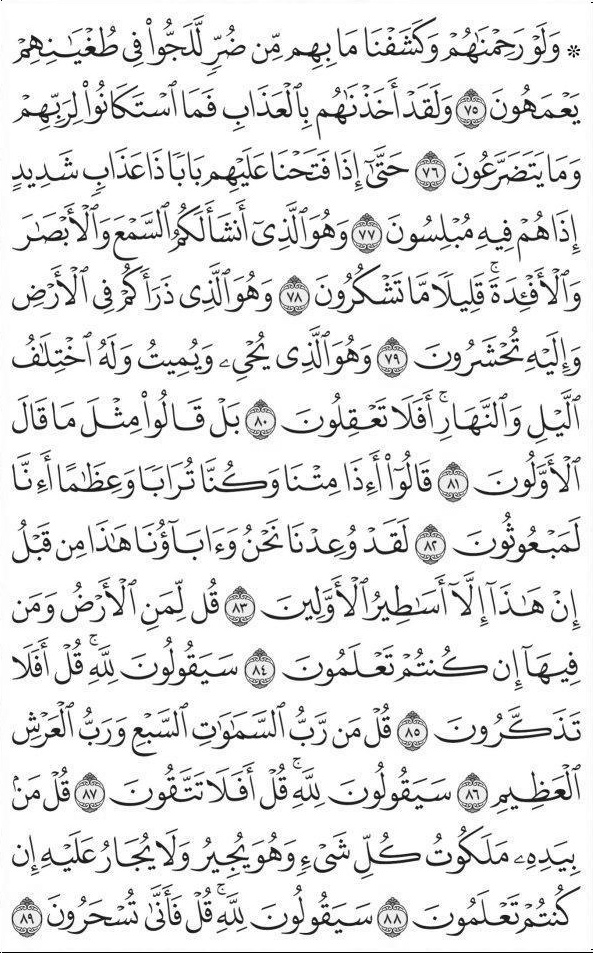 ۞ وَلَوْ رَحِمْنَٰهُمْ وَكَشَفْنَا مَا بِهِم مِّن ضُرٍّ لَّلَجُّوا۟ فِى طُغْيَٰنِهِمْ
يَعْمَهُونَ ٧٥ وَلَقَدْ أَخَذْنَٰهُم بِٱلْعَذَابِ فَمَا ٱسْتَكَانُوا۟ لِرَبِّهِمْ
وَمَا يَتَضَرَّعُونَ ٧٦ حَتَّىٰٓ إِذَا فَتَحْنَا عَلَيْهِم بَابًا ذَا عَذَابٍ شَدِيدٍ
إِذَا هُمْ فِيهِ مُبْلِسُونَ ٧٧ وَهُوَ ٱلَّذِىٓ أَنشَأَ لَكُمُ ٱلسَّمْعَ وَٱلْأَبْصَٰرَ
وَٱلْأَفْـِٔدَةَ ۚ قَلِيلًا مَّا تَشْكُرُونَ ٧٨ وَهُوَ ٱلَّذِى ذَرَأَكُمْ فِى ٱلْأَرْضِ
وَإِلَيْهِ تُحْشَرُونَ ٧٩ وَهُوَ ٱلَّذِى يُحْىِۦ وَيُمِيتُ وَلَهُ ٱخْتِلَٰفُ
ٱلَّيْلِ وَٱلنَّهَارِ ۚ أَفَلَا تَعْقِلُونَ ٨٠ بَلْ قَالُوا۟ مِثْلَ مَا قَالَ
ٱلْأَوَّلُونَ ٨١ قَالُوٓا۟ أَءِذَا مِتْنَا وَكُنَّا تُرَابًا وَعِظَٰمًا أَءِنَّا
لَمَبْعُوثُونَ ٨٢ لَقَدْ وُعِدْنَا نَحْنُ وَءَابَآؤُنَا هَٰذَا مِن قَبْلُ
إِنْ هَٰذَآ إِلَّآ أَسَٰطِيرُ ٱلْأَوَّلِينَ ٨٣ قُل لِّمَنِ ٱلْأَرْضُ وَمَن
فِيهَآ إِن كُنتُمْ تَعْلَمُونَ ٨٤ سَيَقُولُونَ لِلَّهِ ۚ قُلْ أَفَلَا
تَذَكَّرُونَ ٨٥ قُلْ مَن رَّبُّ ٱلسَّمَٰوَٰتِ ٱلسَّبْعِ وَرَبُّ ٱلْعَرْشِ
ٱلْعَظِيمِ ٨٦ سَيَقُولُونَ لِلَّهِ ۚ قُلْ أَفَلَا تَتَّقُونَ ٨٧ قُلْ مَنۢ
بِيَدِهِۦ مَلَكُوتُ كُلِّ شَىْءٍ وَهُوَ يُجِيرُ وَلَا يُجَارُ عَلَيْهِ إِن
كُنتُمْ تَعْلَمُونَ ٨٨ سَيَقُولُونَ لِلَّهِ ۚ قُلْ فَأَنَّىٰ تُسْحَرُونَ ٨٩